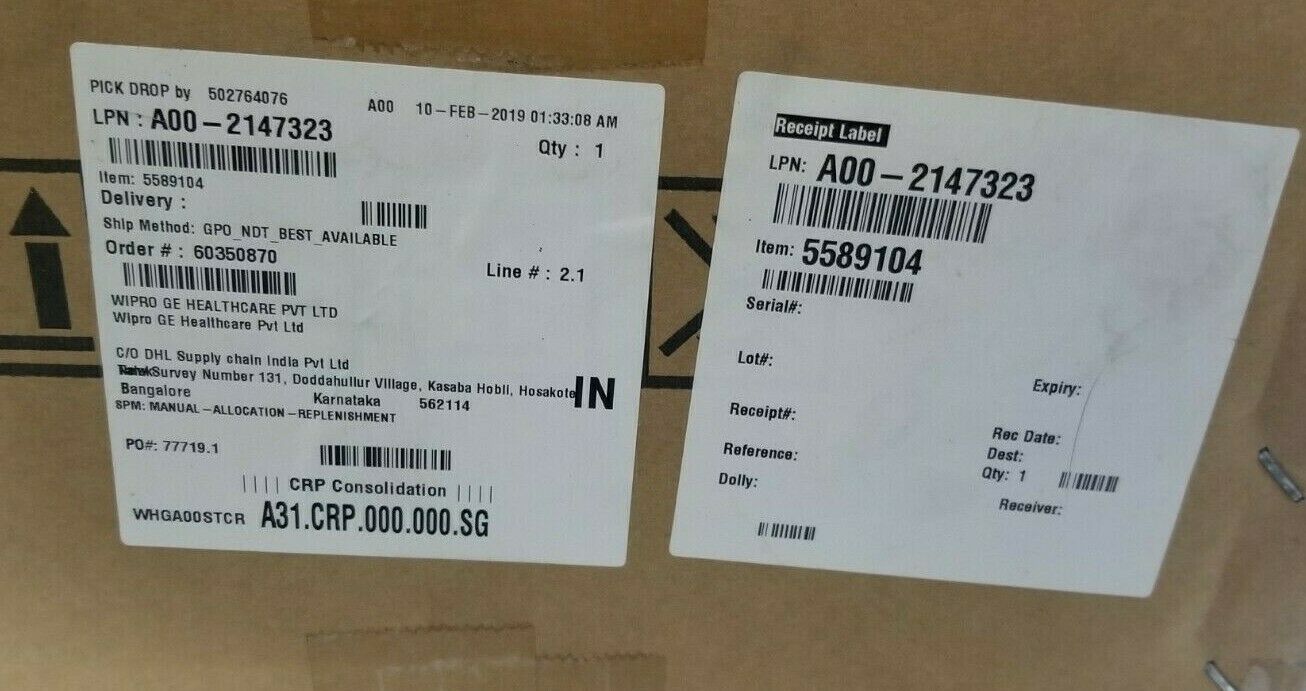 PICK DROP by 502764076
A00 10-FEB-2019 01:33:08 AM
LPN : A00-2147323
Qty : 1
Item: 5589104
Delivery :
Ship Method: GPO_NDT_BEST_AVAILABLE
Order # : 60350870
Line # : 2.1
WIPRO GE HEALTHCARE PVT LTD
Wipro GE Healthcare Pvt Ltd
C/O DHL Supply chain India Pvt Ltd
Survey Number 131, Doddahullur Village, Kasaba Hobli, Hosakote
IN
Bangalore Karnataka 562114
SPM: MANUAL-ALLOCATION-REPLENISHMENT
PO#: 77719.1
|||| CRP Consolidation ||||
WHGA00STCR A31.CRP.000.000.SG
Receipt Label
LPN: A00-2147323
Item: 5589104
Serial#:
Lot#:
Expiry:
Receipt#:
Rec Date:
Reference:
Dest:
Dolly:
Qty: 1
Receiver: